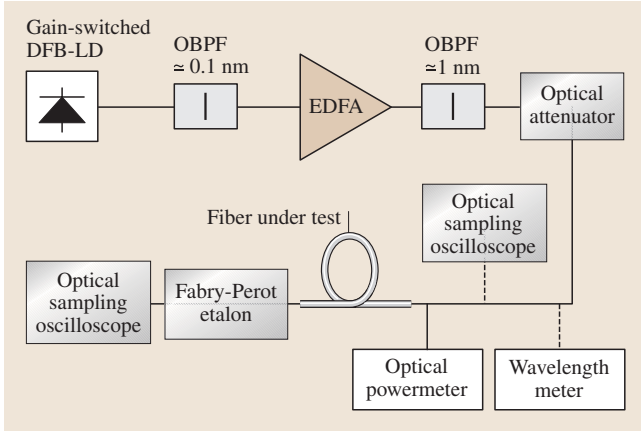 Gain-switched
DFB-LD
OBPF
≃ 0.1 nm
EDFA
OBPF
≃1 nm
Optical
attenuator
Optical
sampling
oscilloscope
Fiber under test
Optical
sampling
oscilloscope
Fabry-Perot
etalon
Optical
powermeter
Wavelength
meter